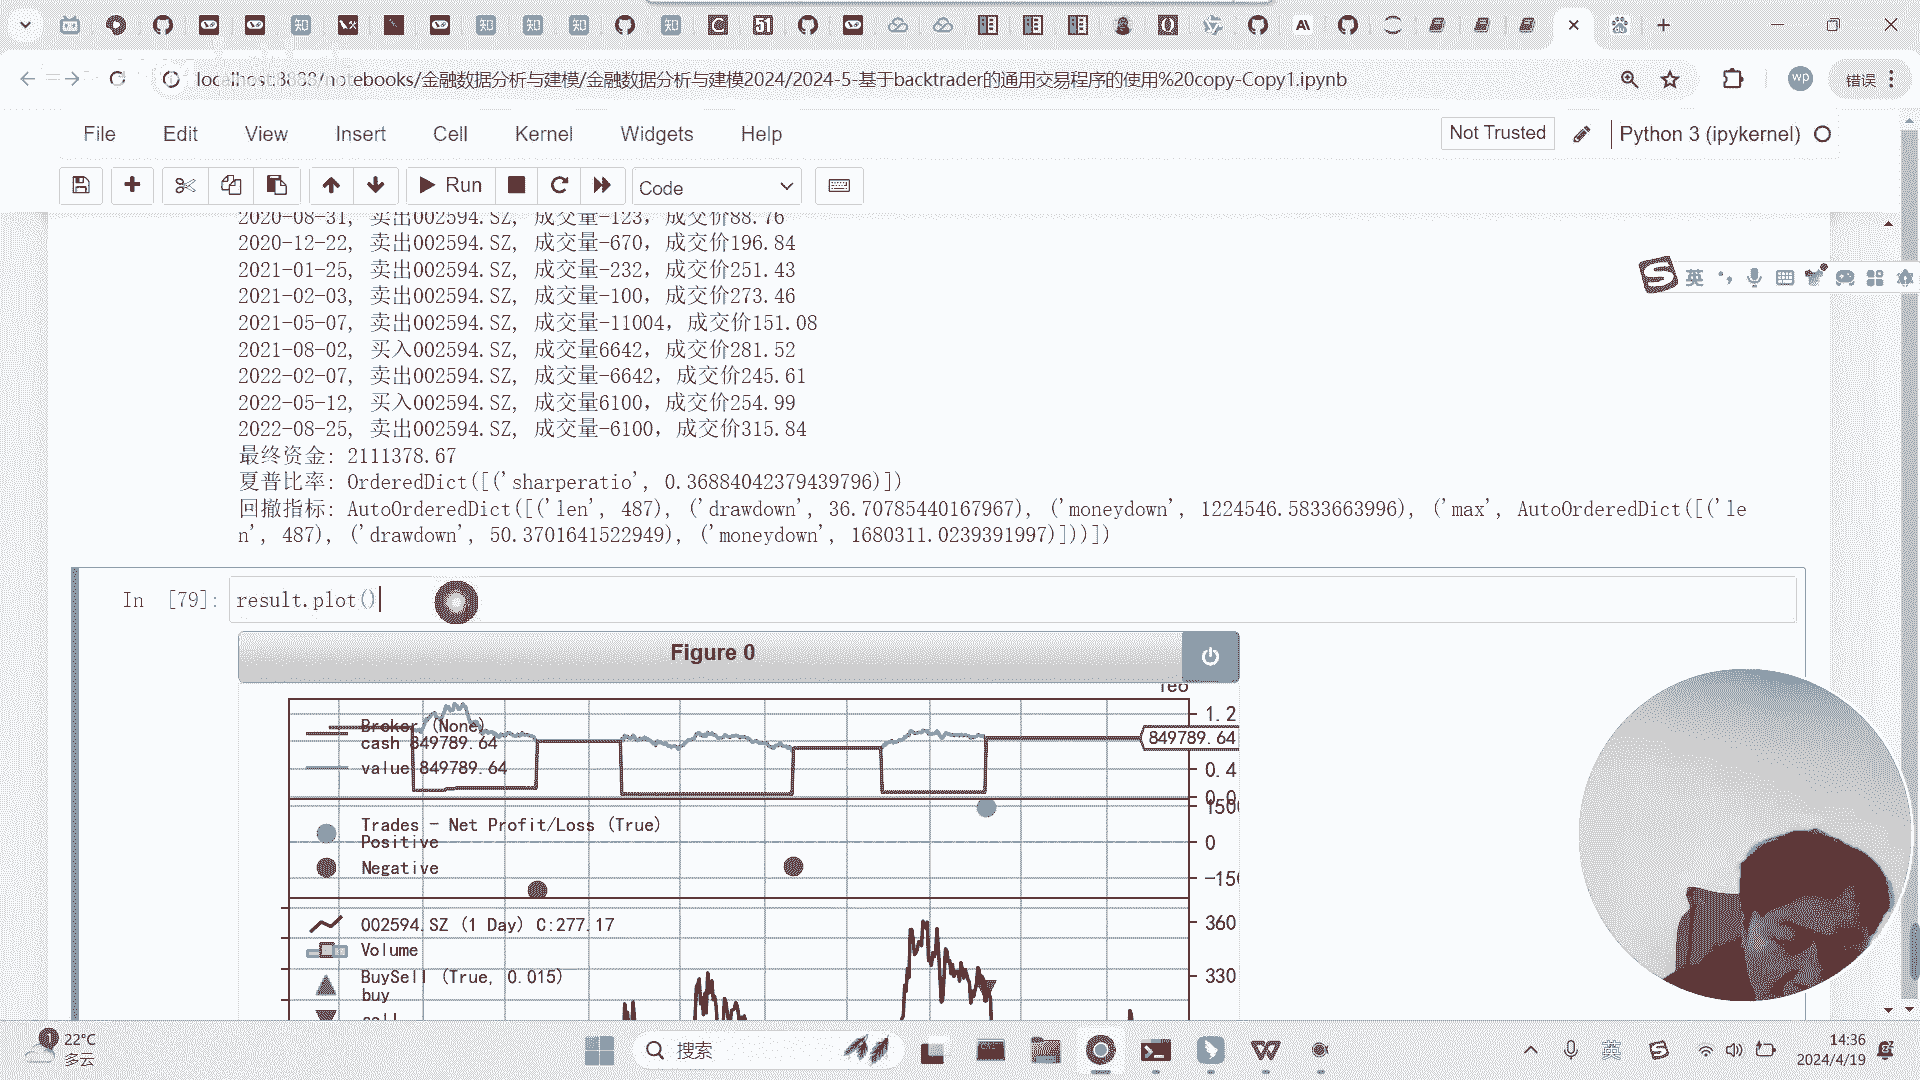 localhost:8888/notebooks/金融数据分析与建模/金融数据分析与建模2024/2024-5-基于backtrader的通用交易程序的使用%20copy-Copy1.ipynb
wp
错误
File Edit View Insert Cell Kernel Widgets Help
Not Trusted
Python 3 (ipykernel)
Run
Code
2020-08-31, 卖出002594.SZ, 成交量-123, 成交价88.76
2020-12-22, 卖出002594.SZ, 成交量-670, 成交价196.84
2021-01-25, 卖出002594.SZ, 成交量-232, 成交价251.43
2021-02-03, 卖出002594.SZ, 成交量-100, 成交价273.46
2021-05-07, 卖出002594.SZ, 成交量-11004, 成交价151.08
2021-08-02, 买入002594.SZ, 成交量6642, 成交价281.52
2022-02-07, 卖出002594.SZ, 成交量-6642, 成交价245.61
2022-05-12, 买入002594.SZ, 成交量6100, 成交价254.99
2022-08-25, 卖出002594.SZ, 成交量-6100, 成交价315.84
最终资金: 2111378.67
夏普比率: OrderedDict([('sharperatio', 0.36884042379439796)])
回撤指标: AutoOrderedDict([('len', 487), ('drawdown', 36.70785440167967), ('moneydown', 1224546.5833663996), ('max', AutoOrderedDict([('le
n', 487), ('drawdown', 50.3701641522949), ('moneydown', 1680311.0239391997)]))])
英
In [79]: result.plot()
Figure 0
1e6
Broker (None)
cash 849789.64
value 849789.64
1.2
849789.64
0.4
0.0
Trades - Net Profit/Loss (True)
Positive
Negative
0
002594.SZ (1 Day) C:277.17
Volume
BuySell (True, 0.015)
buy
sell
360
330
1
22°C
多云
搜索
英
14:36
2024/4/19